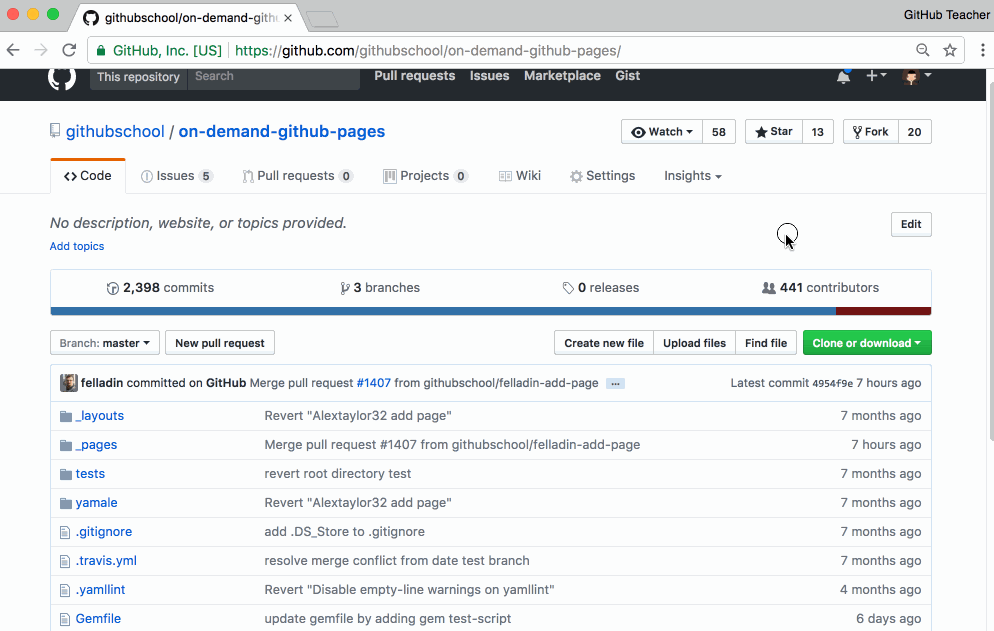 githubschool/on-demand-gith
GitHub Teacher
GitHub, Inc. [US] https://github.com/githubschool/on-demand-github-pages/
This repository Search Pull requests Issues Marketplace Gist
githubschool / on-demand-github-pages
Watch 58 Star 13 Fork 20
Code Issues 5 Pull requests 0 Projects 0 Wiki Settings Insights
No description, website, or topics provided.
Edit
Add topics
2,398 commits 3 branches 0 releases 441 contributors
Branch: master New pull request Create new file Upload files Find file Clone or download
felladin committed on GitHub Merge pull request #1407 from githubschool/felladin-add-page ... Latest commit 4954f9e 7 hours ago
_layouts Revert "Alextaylor32 add page" 7 months ago
_pages Merge pull request #1407 from githubschool/felladin-add-page 7 hours ago
tests revert root directory test 7 months ago
yamale Revert "Alextaylor32 add page" 7 months ago
.gitignore add .DS_Store to .gitignore 7 months ago
.travis.yml resolve merge conflict from date test branch 7 months ago
.yamllint Revert "Disable empty-line warnings on yamllint" 4 months ago
Gemfile update gemfile by adding gem test-script 6 days ago